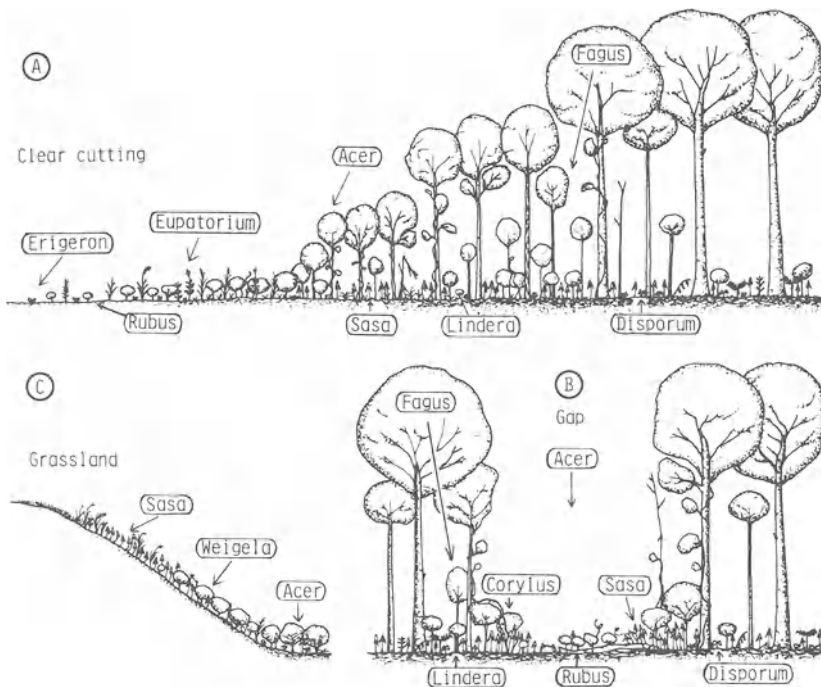 A
Fagus
Clear cutting
Acer
Eupatorium
Erigeron
Rubus
Sasa
Lindera
Disporum
C
Grassland
Sasa
Weigela
Acer
B
Gap
Fagus
Acer
Corylus
Sasa
Lindera
Rubus
Disporum